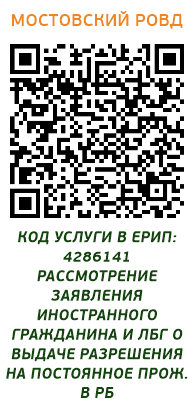 МОСТОВСКИЙ РОВД
КОД УСЛУГИ В ЕРИП:
4286141
РАССМОТРЕНИЕ
ЗАЯВЛЕНИЯ
ИНОСТРАННОГО
ГРАЖДАНИНА И ЛБГ О
ВЫДАЧЕ РАЗРЕШЕНИЯ
НА ПОСТОЯННОЕ ПРОЖ.
В РБ